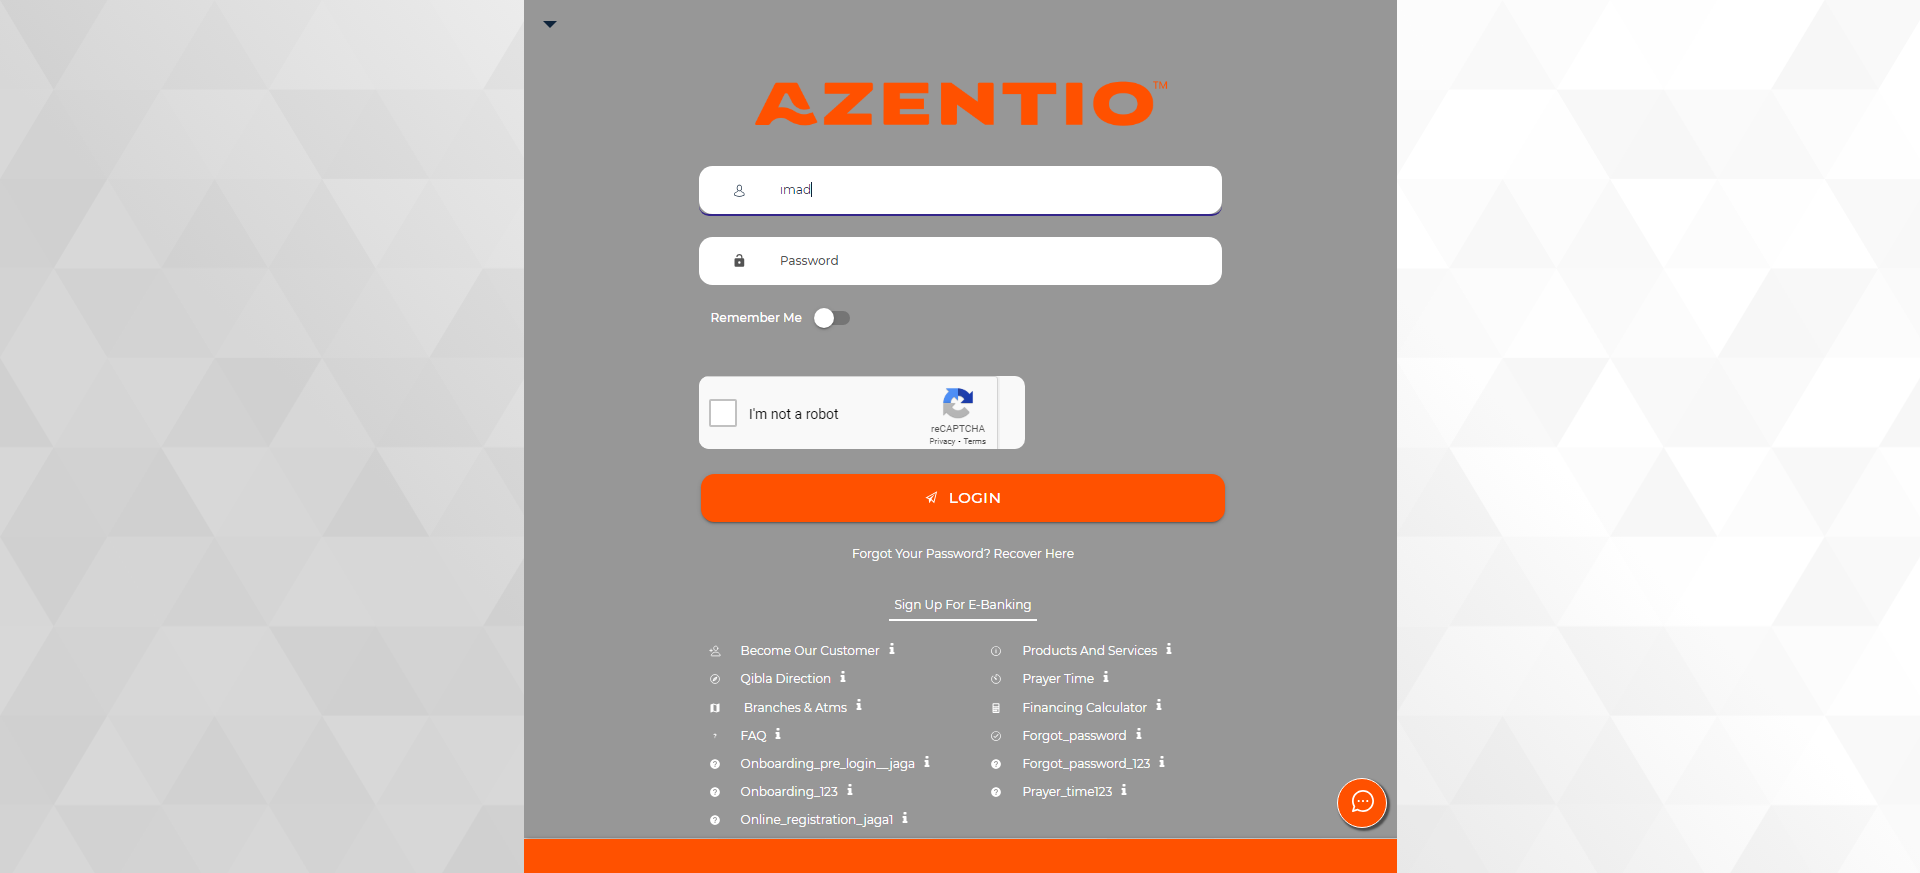 AZENTIO™
ımad
Password
Remember Me
I'm not a robot
reCAPTCHA
Privacy - Terms
LOGIN
Forgot Your Password? Recover Here
Sign Up For E-Banking
Become Our Customer
Products And Services
Qibla Direction
Prayer Time
Branches & Atms
Financing Calculator
FAQ
Forgot_password
Onboarding_pre_login__jaga
Forgot_password_123
Onboarding_123
Prayer_time123
Online_registration_jaga1